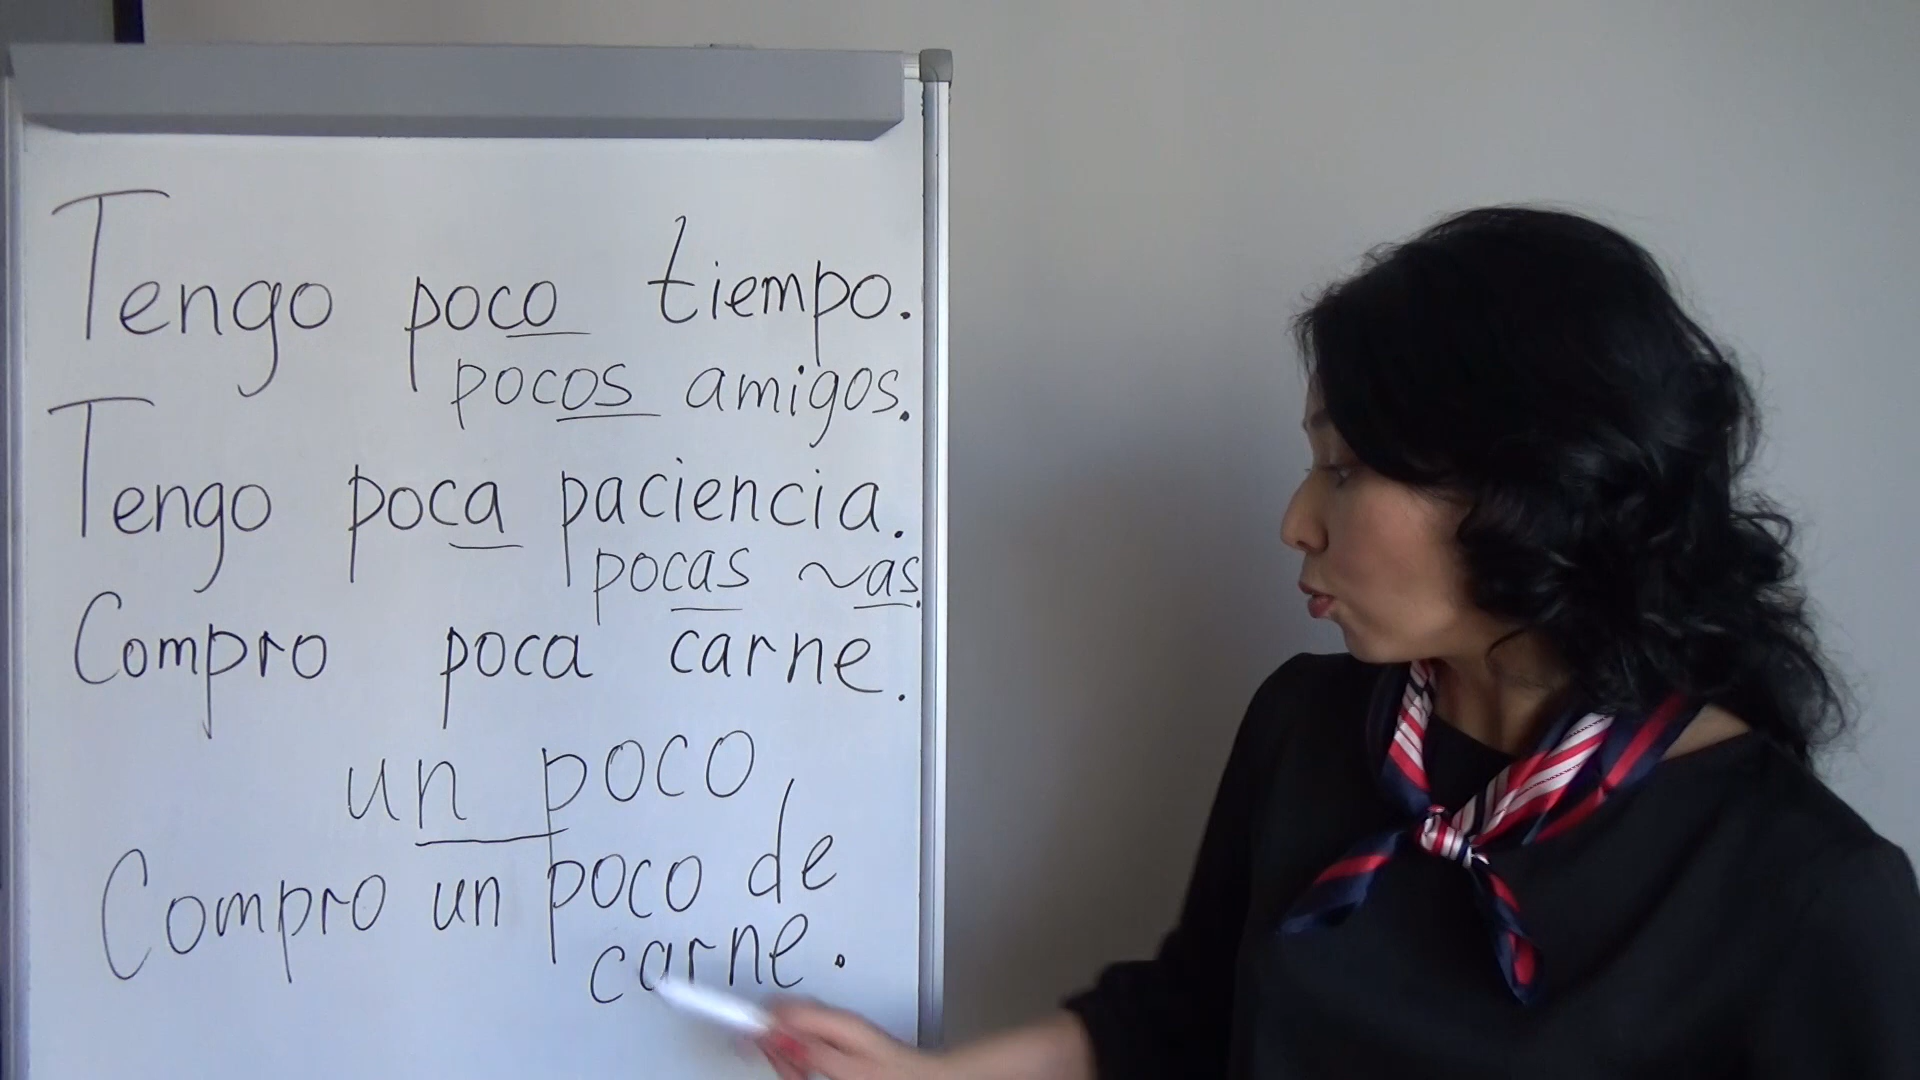 Tengo poco tiempo.
pocos amigos.
Tengo poca paciencia.
pocas ~as.
Compro poca carne.
un poco
Compro un poco de
carne.